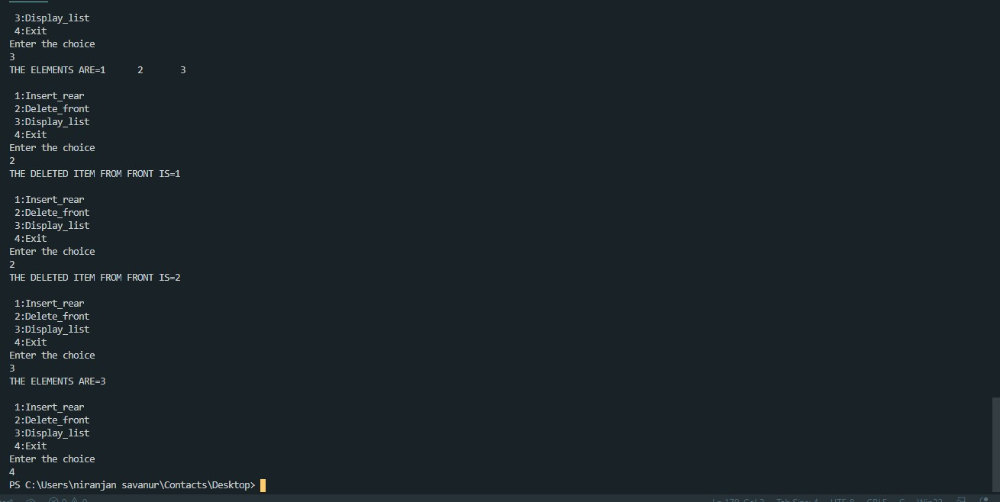 3:Display_list
4:Exit
Enter the choice
3
THE ELEMENTS ARE=1 2 3
1:Insert_rear
2:Delete_front
3:Display_list
4:Exit
Enter the choice
2
THE DELETED ITEM FROM FRONT IS=1
1:Insert_rear
2:Delete_front
3:Display_list
4:Exit
Enter the choice
2
THE DELETED ITEM FROM FRONT IS=2
1:Insert_rear
2:Delete_front
3:Display_list
4:Exit
Enter the choice
3
THE ELEMENTS ARE=3
1:Insert_rear
2:Delete_front
3:Display_list
4:Exit
Enter the choice
4
PS C:\Users\niranjan savanur\Contacts\Desktop>